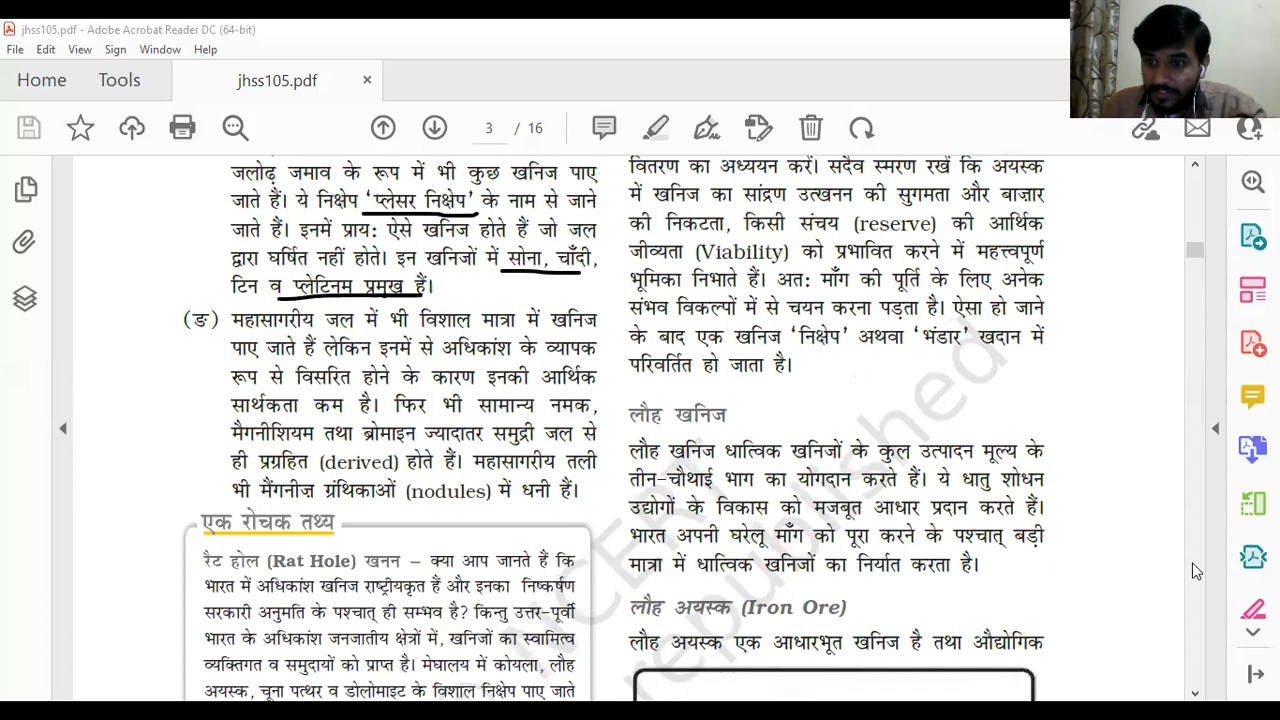 jhss105.pdf - Adobe Acrobat Reader DC (64-bit)
File Edit View Sign Window Help
Home Tools jhss105.pdf ×
3 / 16
जलोढ़ जमाव के रूप में भी कुछ खनिज पाए
जाते हैं। ये निक्षेप ‘प्लेसर निक्षेप’ के नाम से जाने
जाते हैं। इनमें प्राय: ऐसे खनिज होते हैं जो जल
द्वारा घर्षित नहीं होते। इन खनिजों में सोना, चाँदी,
टिन व प्लेटिनम प्रमुख हैं।
(ङ) महासागरीय जल में भी विशाल मात्रा में खनिज
पाए जाते हैं लेकिन इनमें से अधिकांश के व्यापक
रूप से विसरित होने के कारण इनकी आर्थिक
सार्थकता कम है। फिर भी सामान्य नमक,
मैगनीशियम तथा ब्रोमाइन ज्यादातर समुद्री जल से
ही प्रग्रहित (derived) होते हैं। महासागरीय तली
भी मैंगनीज ग्रंथिकाओं (nodules) में धनी हैं।
एक रोचक तथ्य
रैट होल (Rat Hole) खनन – क्या आप जानते हैं कि
भारत में अधिकांश खनिज राष्ट्रीयकृत हैं और इनका निष्कर्षण
सरकारी अनुमति के पश्चात् ही सम्भव है? किन्तु उत्तर-पूर्वी
भारत के अधिकांश जनजातीय क्षेत्रों में, खनिजों का स्वामित्व
व्यक्तिगत व समुदायों को प्राप्त है। मेघालय में कोयला, लौह
अयस्क, चूना पत्थर व डोलोमाइट के विशाल निक्षेप पाए जाते
वितरण का अध्ययन करें। सदैव स्मरण रखें कि अयस्क
में खनिज का सांद्रण उत्खनन की सुगमता और बाज़ार
की निकटता, किसी संचय (reserve) की आर्थिक
जीव्यता (Viability) को प्रभावित करने में महत्त्वपूर्ण
भूमिका निभाते हैं। अत: माँग की पूर्ति के लिए अनेक
संभव विकल्पों में से चयन करना पड़ता है। ऐसा हो जाने
के बाद एक खनिज ‘निक्षेप’ अथवा ‘भंडार’ खदान में
परिवर्तित हो जाता है।
लौह खनिज
लौह खनिज धात्विक खनिजों के कुल उत्पादन मूल्य के
तीन-चौथाई भाग का योगदान करते हैं। ये धातु शोधन
उद्योगों के विकास को मजबूत आधार प्रदान करते हैं।
भारत अपनी घरेलू माँग को पूरा करने के पश्चात् बड़ी
मात्रा में धात्विक खनिजों का निर्यात करता है।
लौह अयस्क (Iron Ore)
लौह अयस्क एक आधारभूत खनिज है तथा औद्योगिक
NCERT
republished